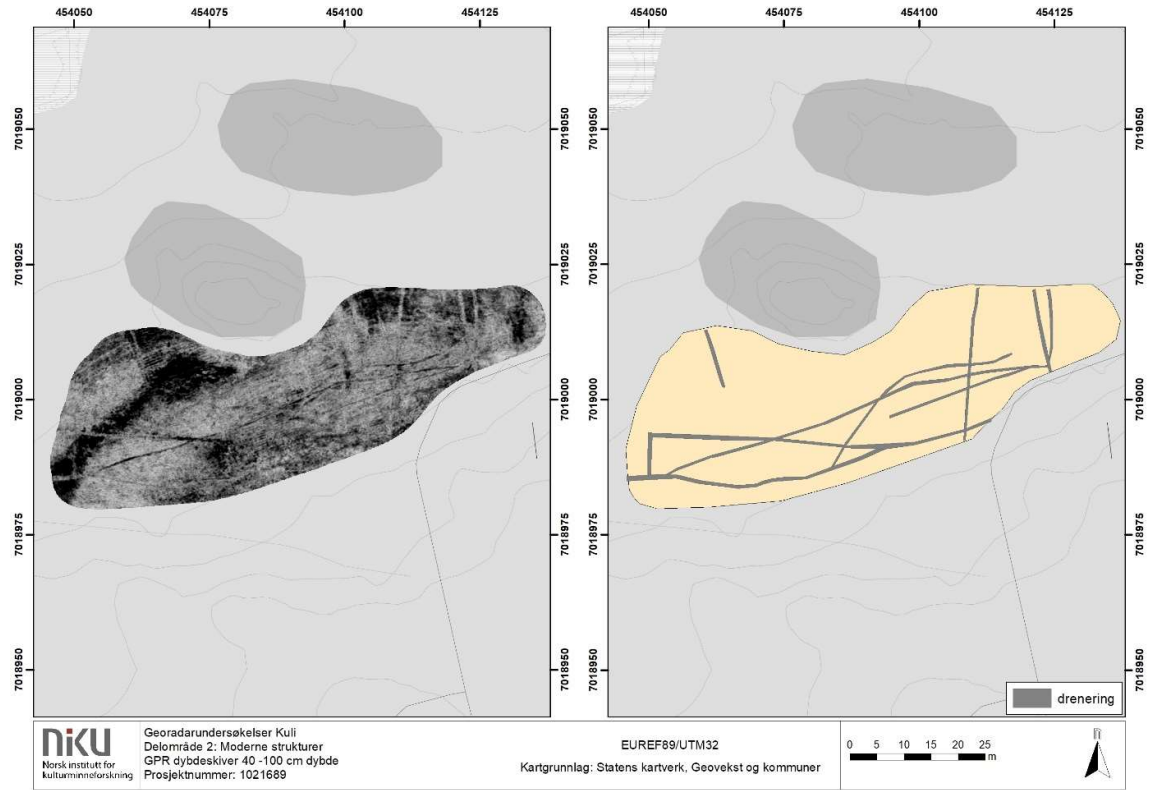 454050 454075 454100 454125 454050 454075 454100 454125
7019050 7019050 7019050 7019050
7019025 7019025 7019025 7019025
7019000 7019000 7019000 7019000
7018975 7018975 7018975 7018975
7018950 7018950 7018950 7018950
drenering
NIKU
Norsk institutt for
kulturminneforskning
Georadarundersøkelser Kuli
Delområde 2: Moderne strukturer
GPR dybdeskiver 40 -100 cm dybde
Prosjektnummer: 1021689
EUREF89/UTM32
Kartgrunnlag: Statens kartverk, Geovekst og kommuner
0 5 10 15 20 25
m